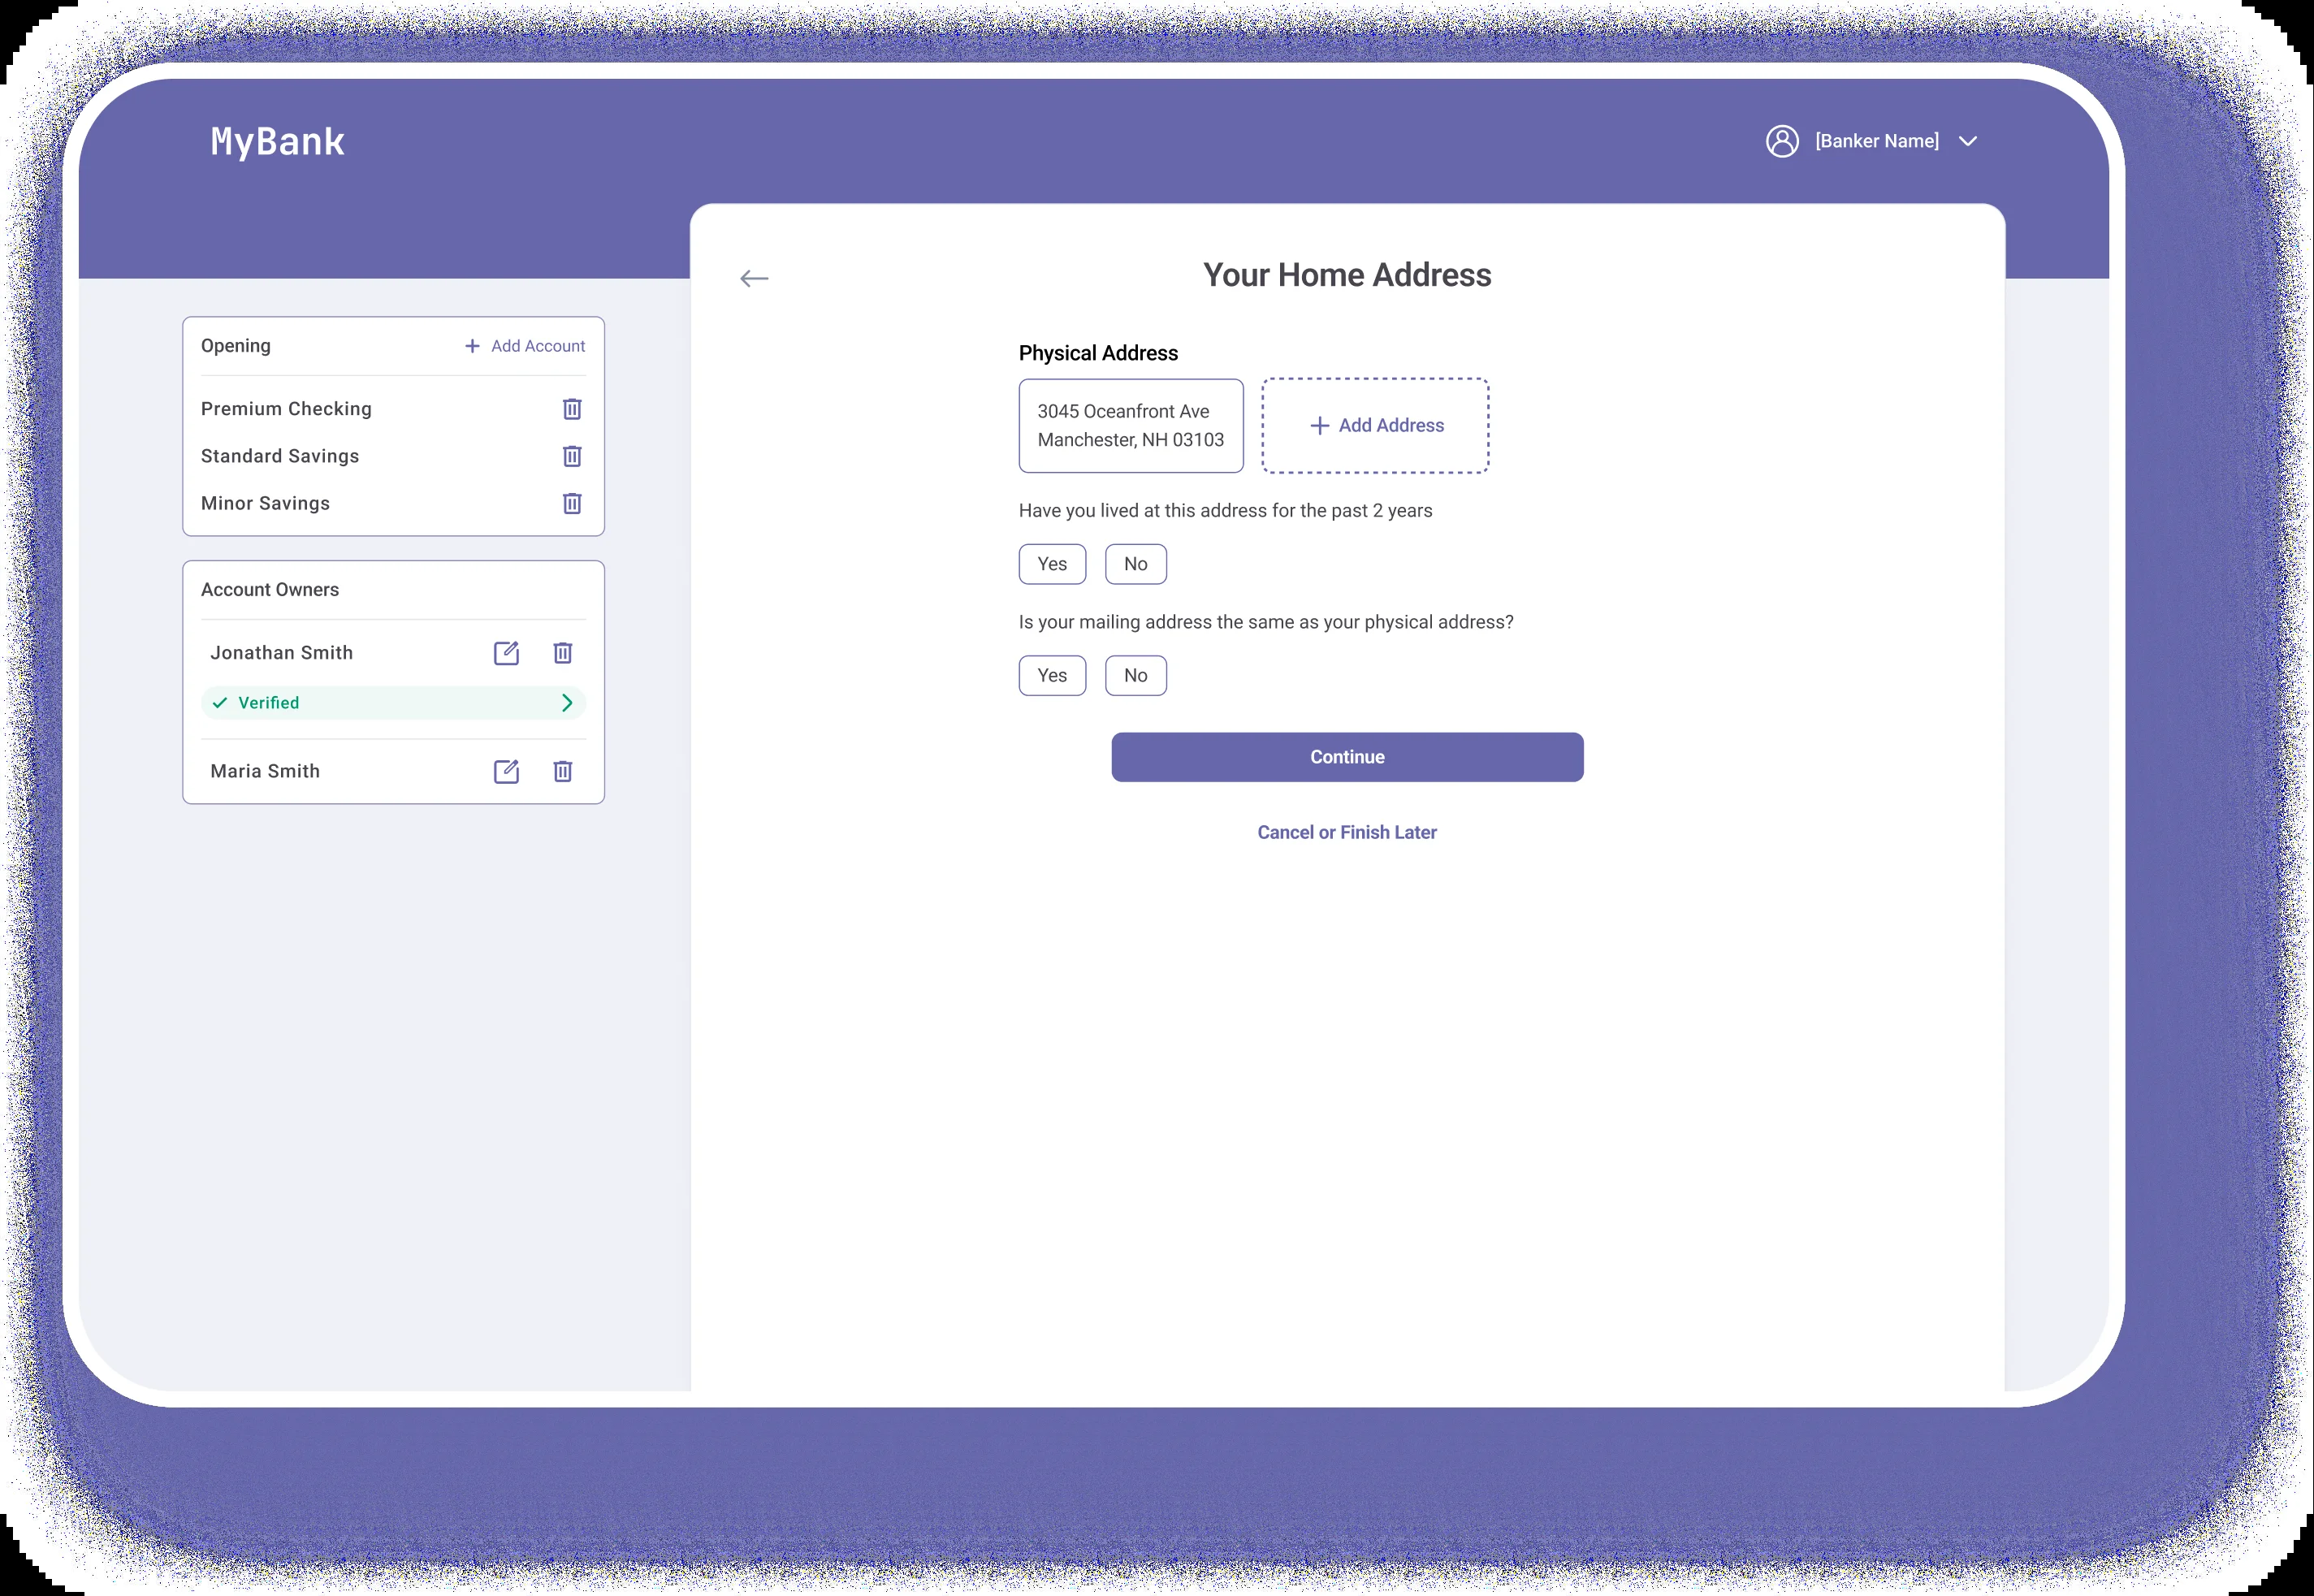 MyBank
[Banker Name]
Opening
Add Account
Premium Checking
Standard Savings
Minor Savings
Account Owners
Jonathan Smith
Verified
Maria Smith
Your Home Address
Physical Address
3045 Oceanfront Ave
Manchester, NH 03103
Add Address
Have you lived at this address for the past 2 years
Yes
No
Is your mailing address the same as your physical address?
Yes
No
Continue
Cancel or Finish Later